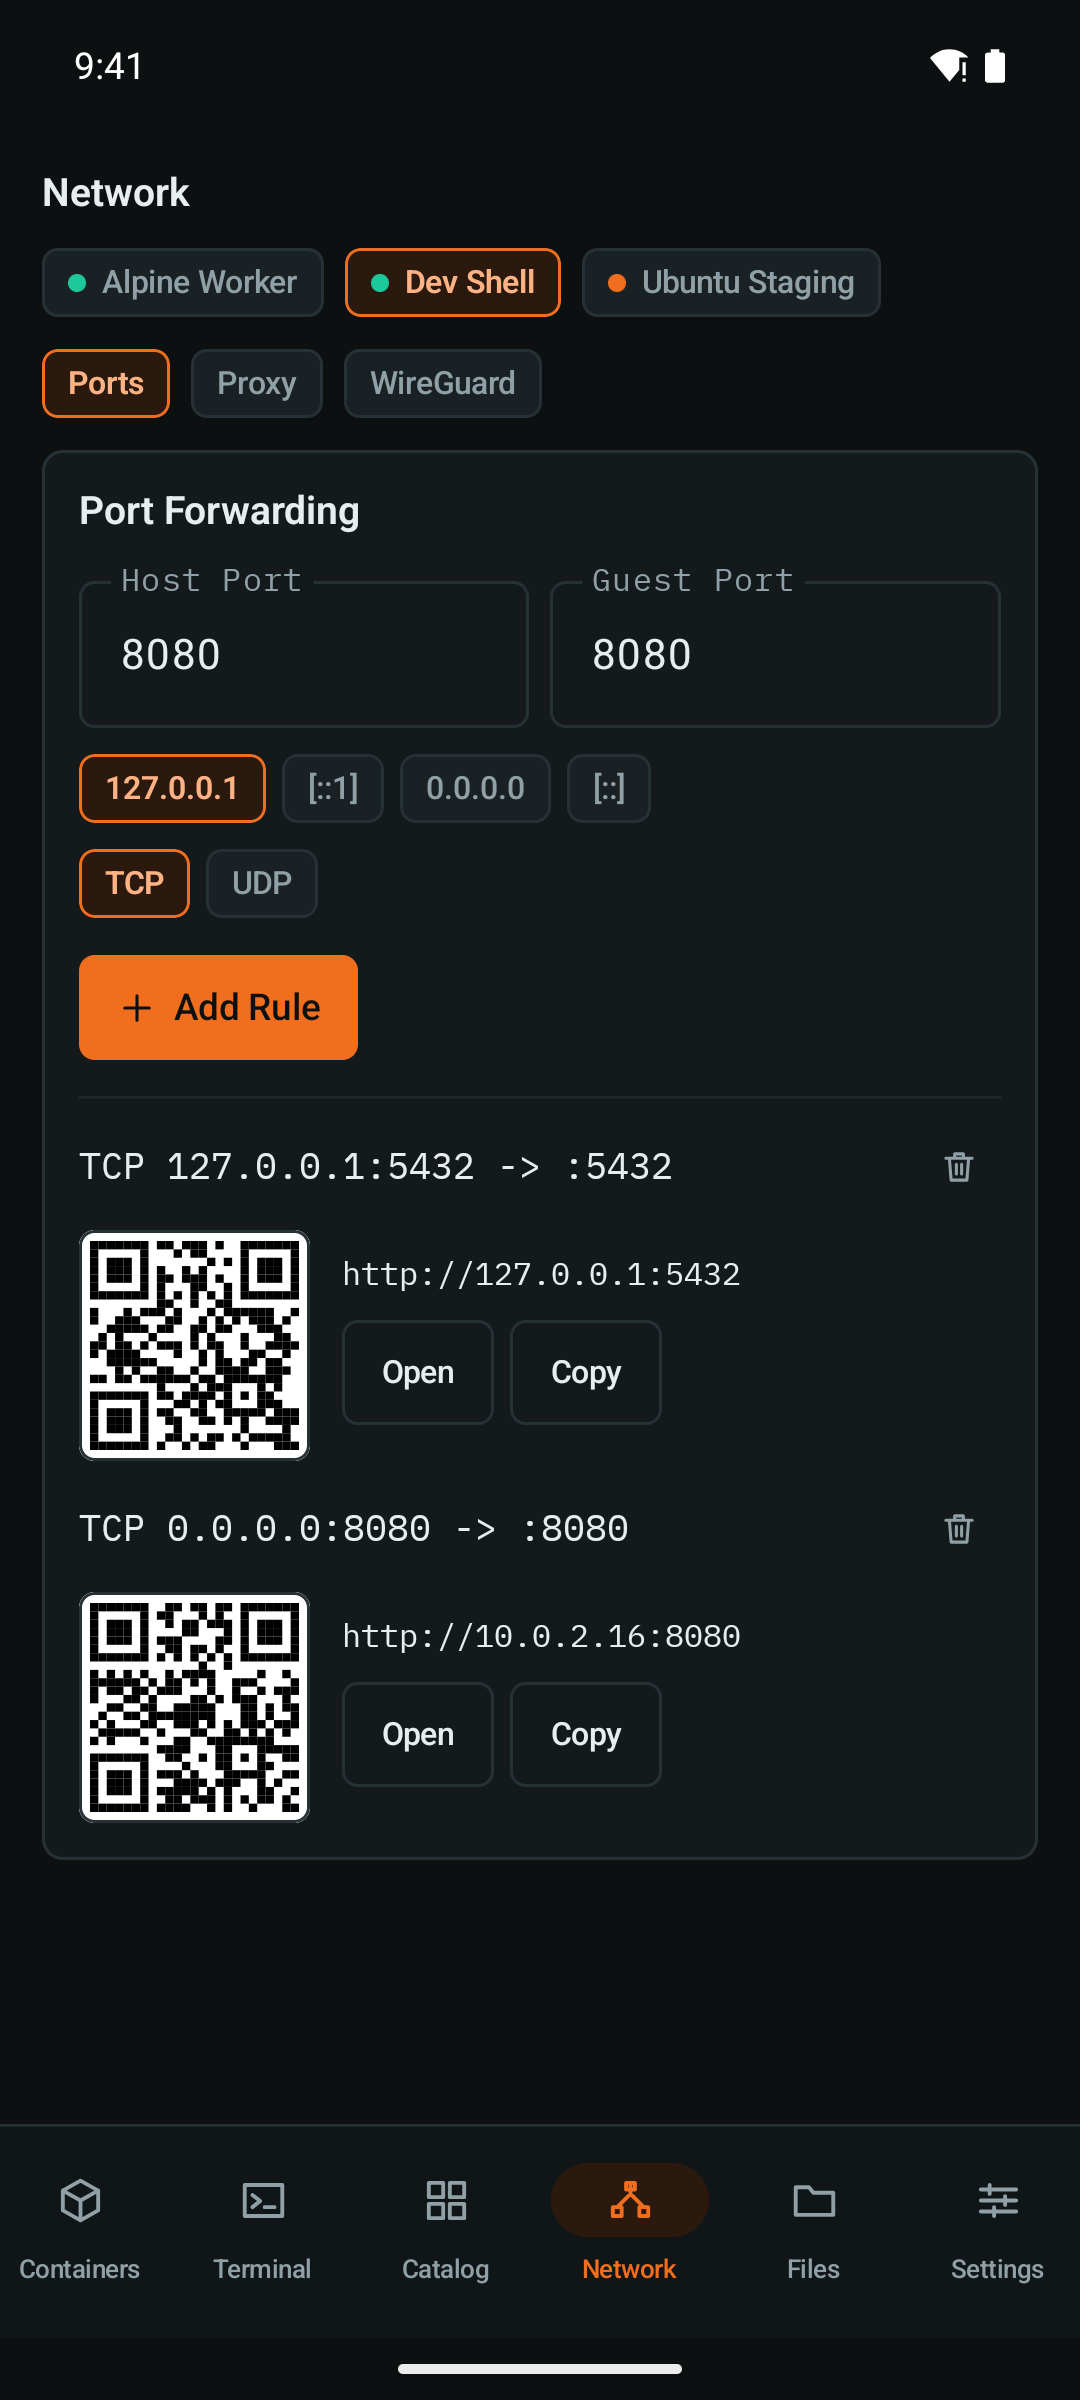 9:41
Network
Alpine Worker
Dev Shell
Ubuntu Staging
Ports
Proxy
WireGuard
Port Forwarding
Host Port
Guest Port
8080
8080
127.0.0.1
[::1]
0.0.0.0
[::]
TCP
UDP
Add Rule
TCP 127.0.0.1:5432 -> :5432
http://127.0.0.1:5432
Open
Copy
TCP 0.0.0.0:8080 -> :8080
http://10.0.2.16:8080
Open
Copy
Containers
Terminal
Catalog
Network
Files
Settings